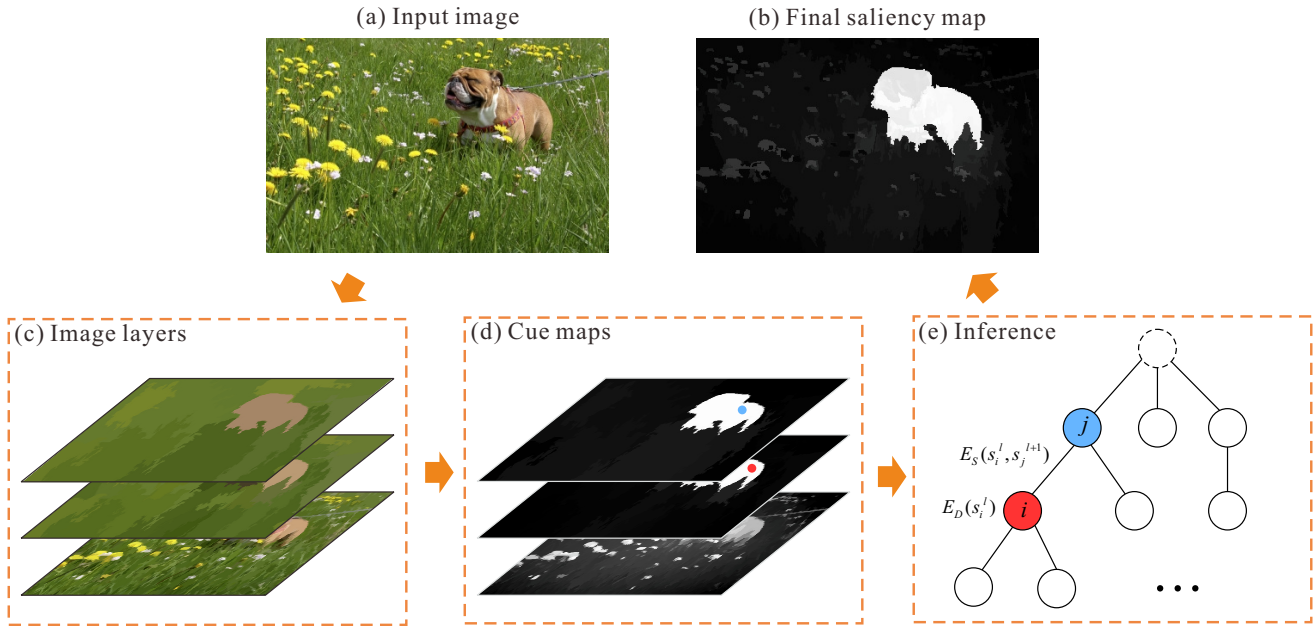 (a) Input image
(b) Final saliency map
(c) Image layers
(d) Cue maps
(e) Inference
j
E_S(s_i^l, s_j^{l+1})
E_D(s_i^l)
i
• • •